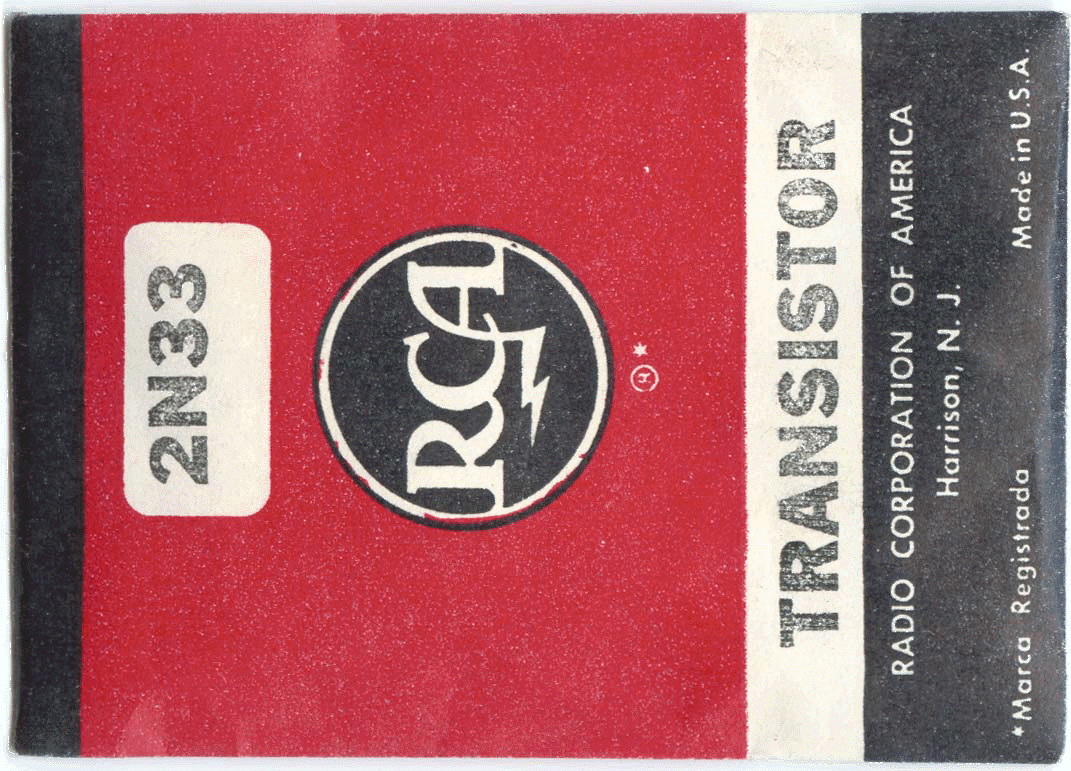 2N33
RCA
®*
TRANSISTOR
RADIO CORPORATION OF AMERICA
Harrison, N. J.
*Marca Registrada Made in U.S.A.